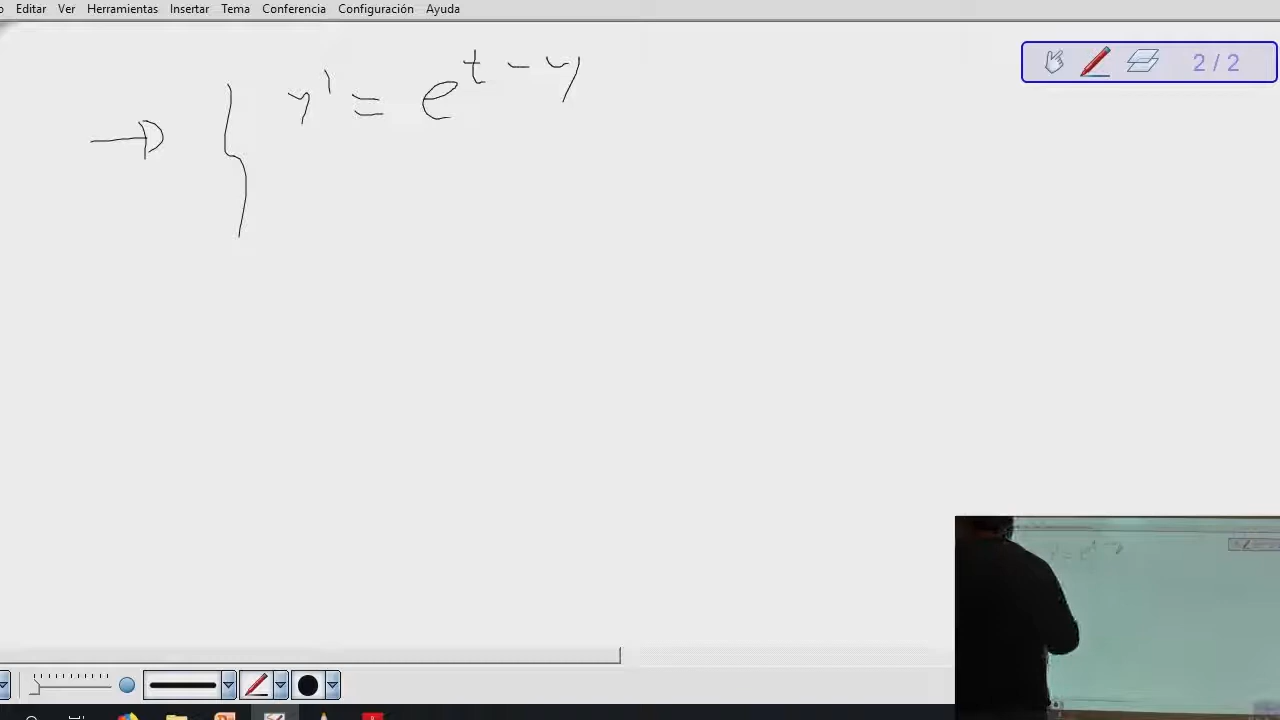 o Editar Ver Herramientas Insertar Tema Conferencia Configuración Ayuda
2 / 2
→ { y' = e^{t - y}